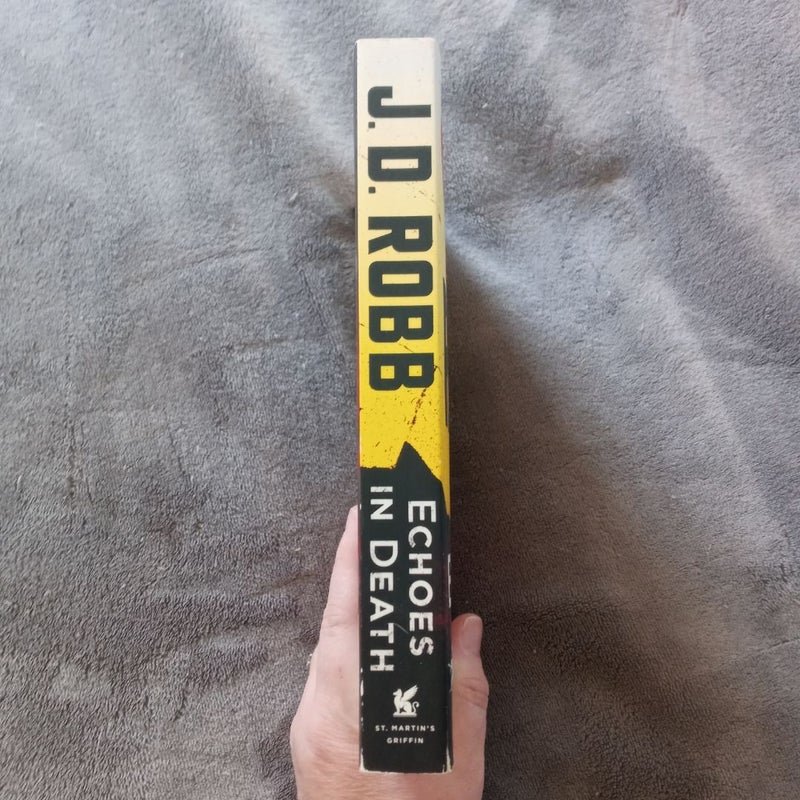 J. D. ROBB
ECHOES
IN DEATH
ST. MARTIN'S
GRIFFIN